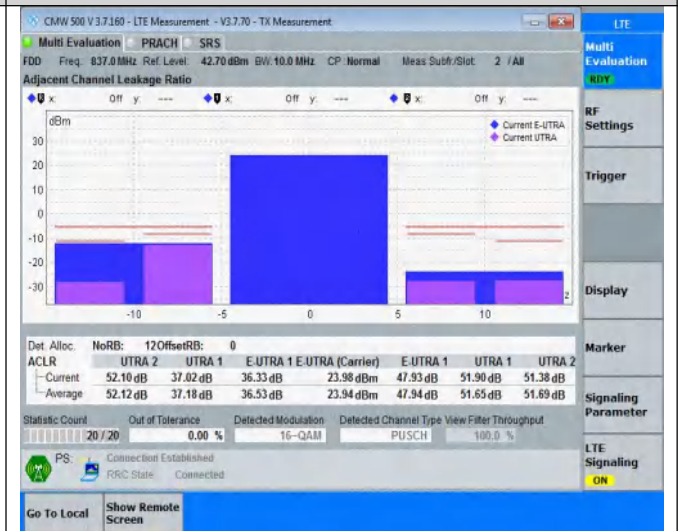 CMW 500 V 3.7.160 - LTE Measurement - V3.7.70 - TX Measurement
LTE
Multi Evaluation PRACH SRS
Multi Evaluation
RDY
FDD Freq.: 837.0 MHz Ref. Level: 42.70 dBm BW: 10.0 MHz CP: Normal Meas Subfr./Slot: 2 / All
Adjacent Channel Leakage Ratio
x: Off y: --- x: Off y: --- x: Off y: ---
dBm
Current E-UTRA
Current UTRA
RF Settings
30
20
10
0
-10
-20
-30
Trigger
-10 -5 0 5 10
Display
Det. Alloc. NoRB: 12 OffsetRB: 0
ACLR UTRA 2 UTRA 1 E-UTRA 1 E-UTRA (Carrier) E-UTRA 1 UTRA 1 UTRA 2
Current 52.10 dB 37.02 dB 36.33 dB 23.98 dBm 47.93 dB 51.90 dB 51.38 dB
Average 52.12 dB 37.18 dB 36.53 dB 23.94 dBm 47.94 dB 51.65 dB 51.69 dB
Marker
Signaling Parameter
Statistic Count Out of Tolerance Detected Modulation Detected Channel Type View Filter Throughput
20 / 20 0.00 % 16-QAM PUSCH 100.0 %
PS: Connection Established
RRC State Connected
LTE Signaling
ON
Go To Local
Show Remote Screen